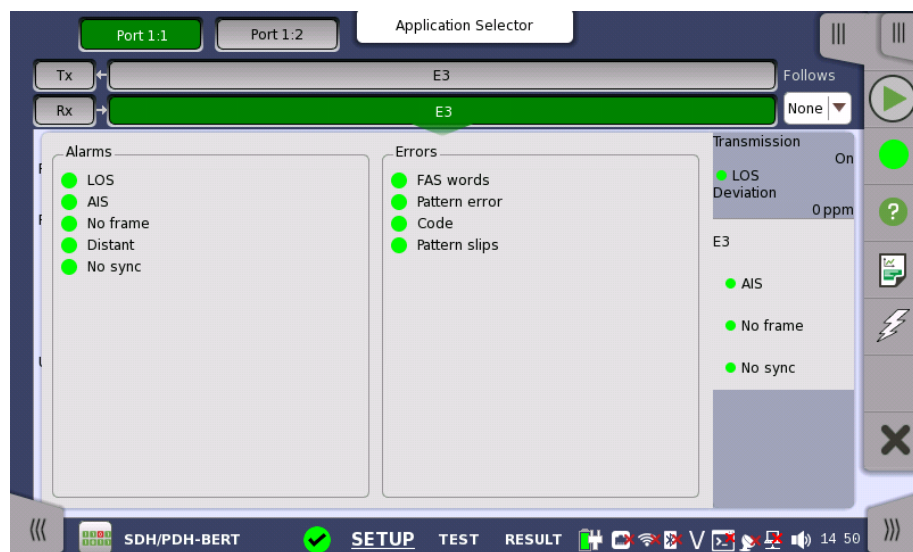 Port 1:1
Port 1:2
Application Selector
Tx
E3
Follows
Rx
E3
None
Alarms
LOS
AIS
No frame
Distant
No sync
Errors
FAS words
Pattern error
Code
Pattern slips
Transmission
On
LOS
Deviation
0 ppm
E3
AIS
No frame
No sync
SDH/PDH-BERT
SETUP
TEST
RESULT
14 50